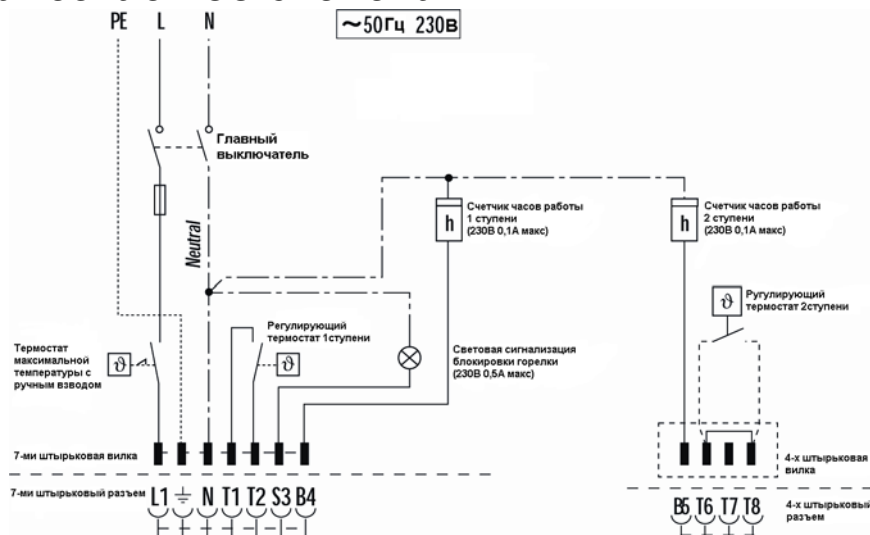 PE L N
~50Гц 230в
Главный
выключатель
Neutral
Счетчик часов работы
1 ступени
(230В 0,1А макс)
h
Счетчик часов работы
2 ступени
(230В 0,1А макс)
h
Ругулирующий
термостат 2ступени
ϑ
Регулирующий
термостат 1ступени
ϑ
Термостат
максимальной
температуры с
ручным взводом
ϑ
Световая сигнализация
блокировки горелки
(230В 0,5А макс)
7-ми штырьковая вилка
4-х штырьковая
вилка
7-ми штырьковый разъем
L1 N T1 T2 S3 B4
B5 T6 T7 T8
4-х штырьковый
разъем